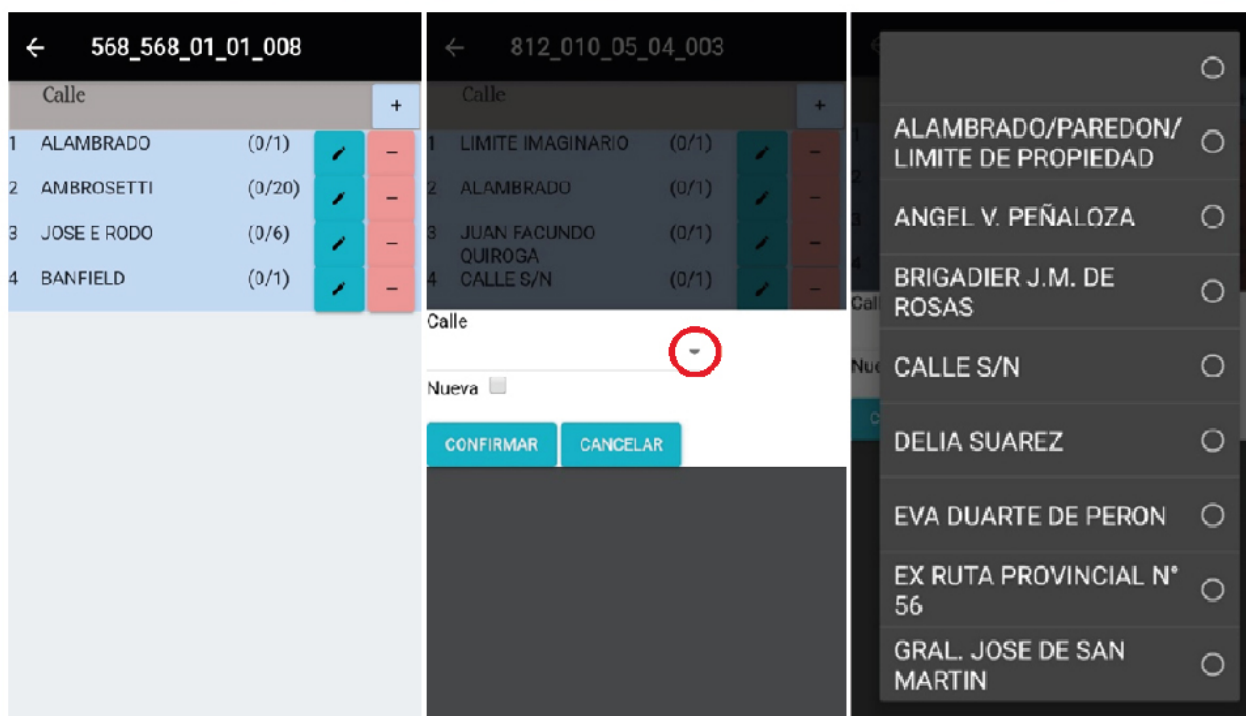 568_568_01_01_008
Calle +
1 ALAMBRADO (0/1) −
2 AMBROSETTI (0/20) −
3 JOSE E RODO (0/6) −
4 BANFIELD (0/1) −
812_010_05_04_003
Calle +
1 LIMITE IMAGINARIO (0/1) −
2 ALAMBRADO (0/1) −
3 JUAN FACUNDO (0/1) −
QUIROGA
4 CALLE S/N (0/1) −
Calle
Nueva
CONFIRMAR CANCELAR
ALAMBRADO/PAREDON/
LIMITE DE PROPIEDAD
ANGEL V. PEÑALOZA
BRIGADIER J.M. DE
ROSAS
CALLE S/N
DELIA SUAREZ
EVA DUARTE DE PERON
EX RUTA PROVINCIAL N°
56
GRAL. JOSE DE SAN
MARTIN